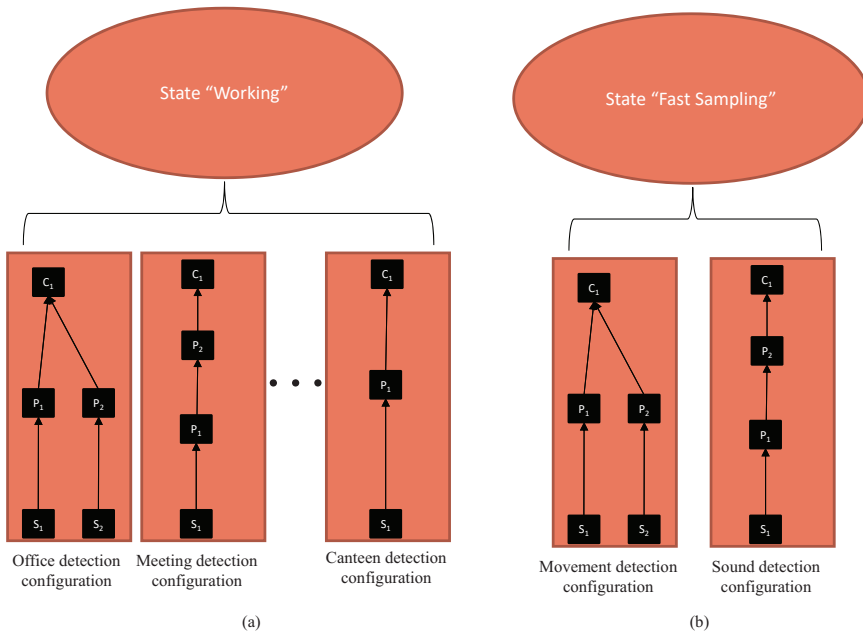 State “Working”
State “Fast Sampling”
C₁
C₁
C₁
C₁
C₁
P₂
P₂
P₁
P₁
P₂
P₁
P₁
P₂
P₁
P₁
S₁
S₂
S₁
S₁
S₁
S₂
S₁
Office detection
configuration
Meeting detection
configuration
Canteen detection
configuration
Movement detection
configuration
Sound detection
configuration
(a)
(b)